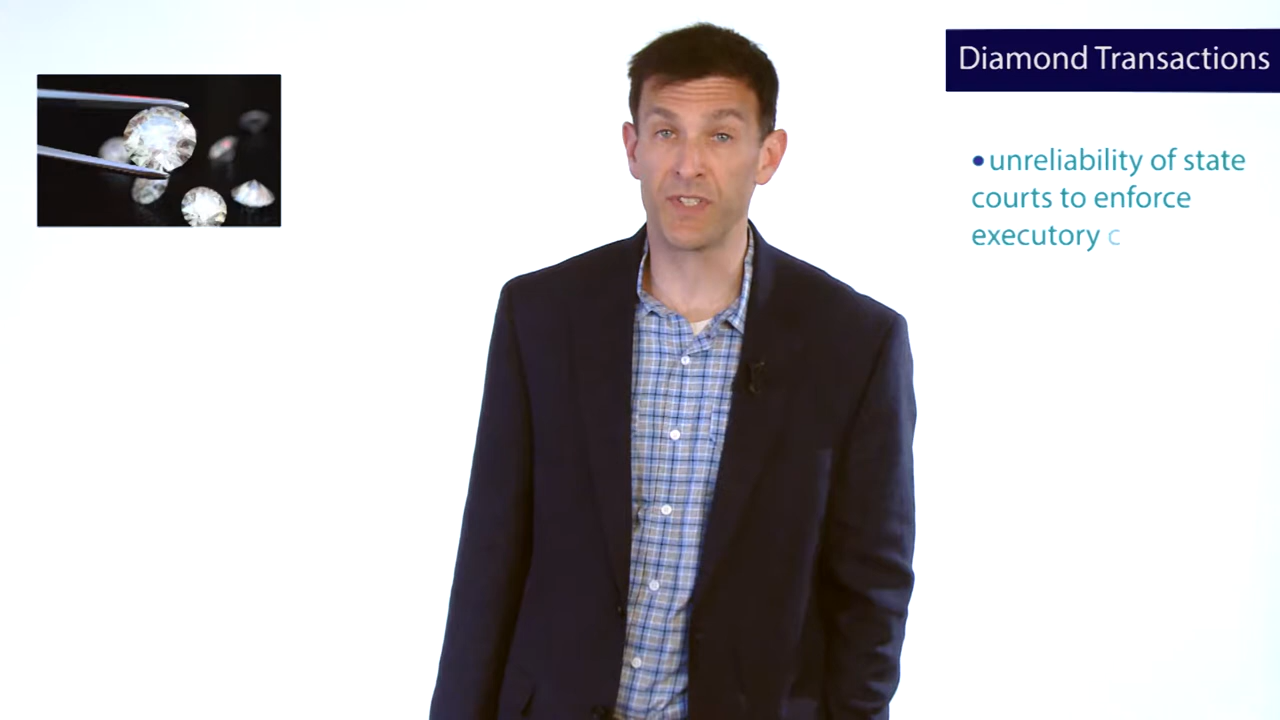 Diamond Transactions
•unreliability of state
courts to enforce
executory c